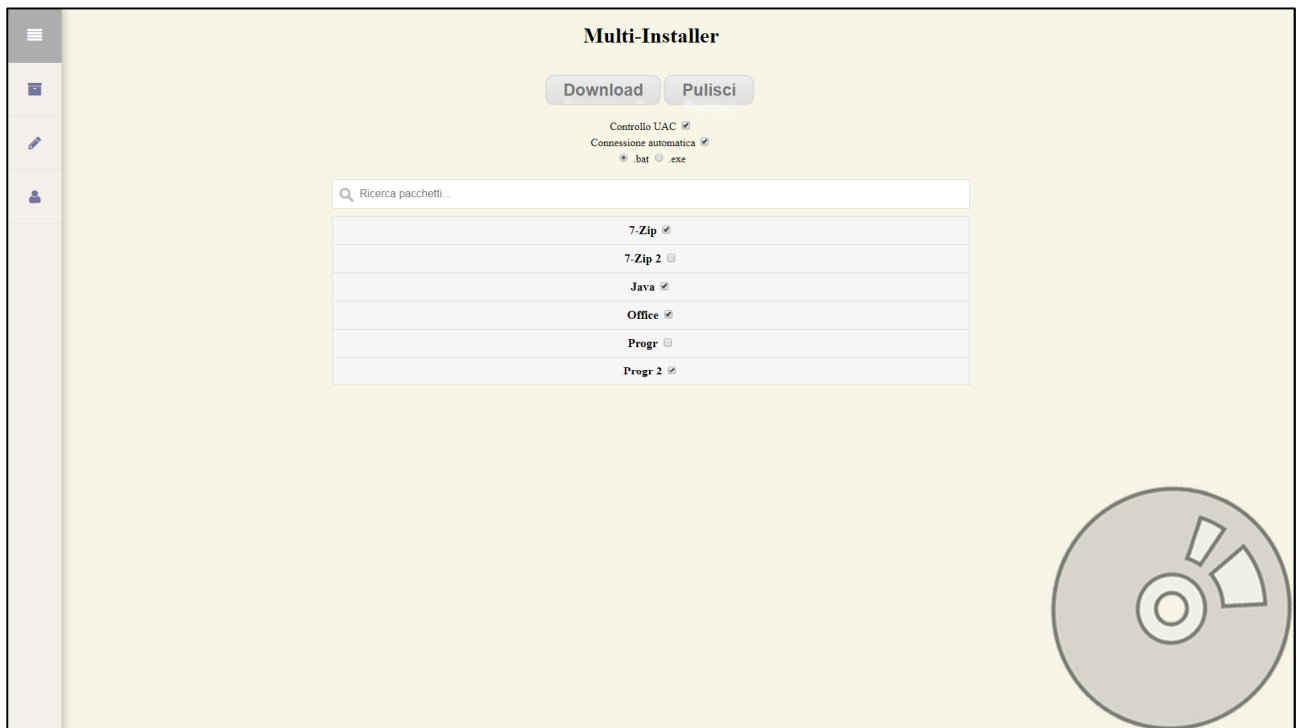 Multi-Installer
Download Pulisci
Controllo UAC
Connessione automatica
.bat .exe
Ricerca pacchetti...
7-Zip
7-Zip 2
Java
Office
Progr
Progr 2